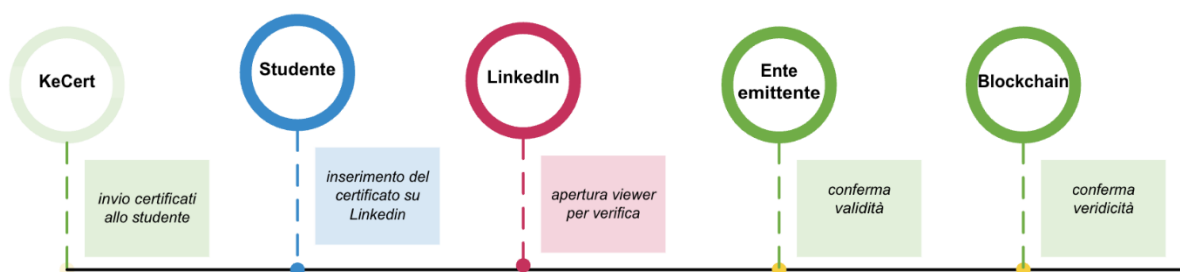 KeCert
Studente
LinkedIn
Ente
emittente
Blockchain
invio certificati
allo studente
inserimento del
certificato su
Linkedin
apertura viewer
per verifica
conferma
validità
conferma
veridicità